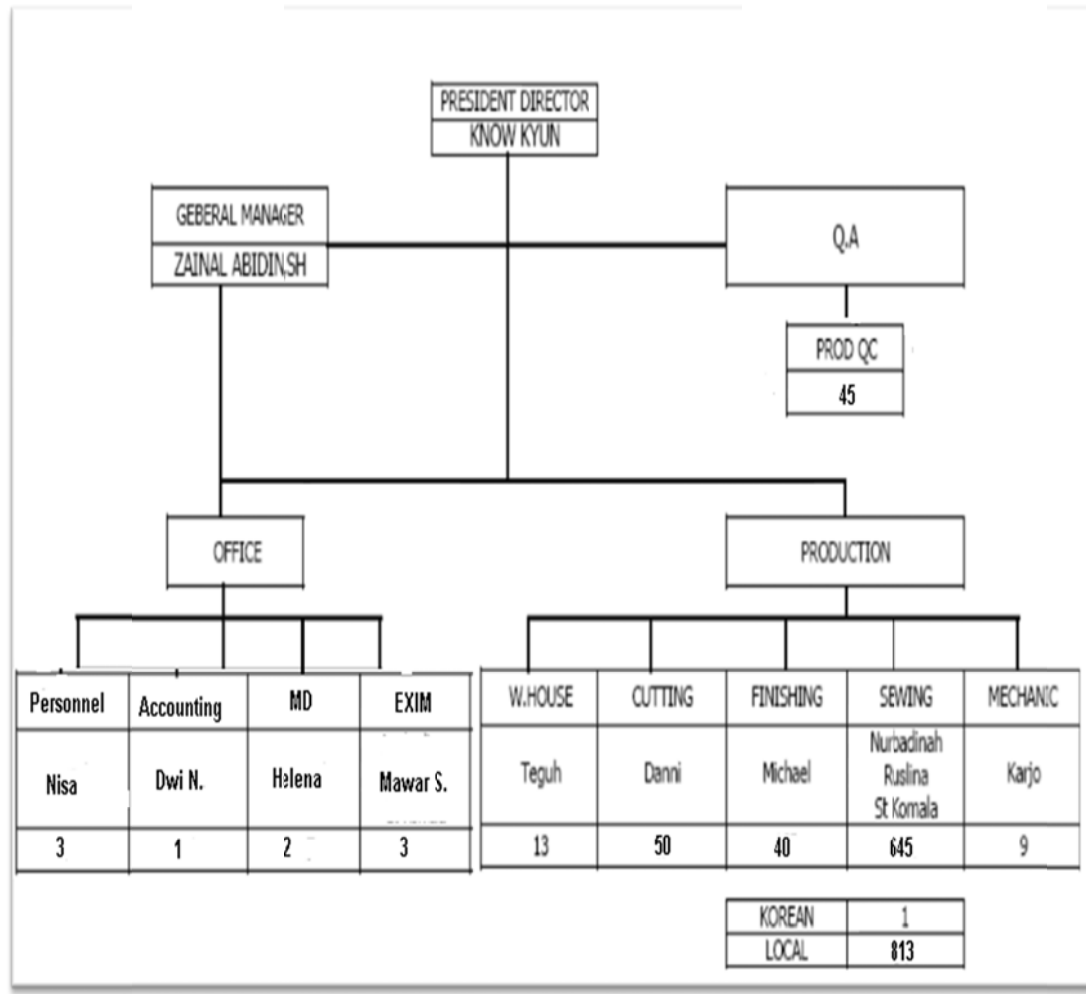 PRESIDENT DIRECTOR
KNOW KYUN
GEBERAL MANAGER
ZAINAL ABIDIN,SH
Q.A
PROD QC
45
OFFICE
PRODUCTION
Personnel
Accounting
MD
EXIM
Nisa
Dwi N.
Helena
Mawar S.
3
1
2
3
W.HOUSE
CUTTING
FINISHING
SEWING
MECHANIC
Teguh
Danni
Michael
Nurbadinah
Ruslina
St Komala
Karjo
13
50
40
645
9
KOREAN
1
LOCAL
813